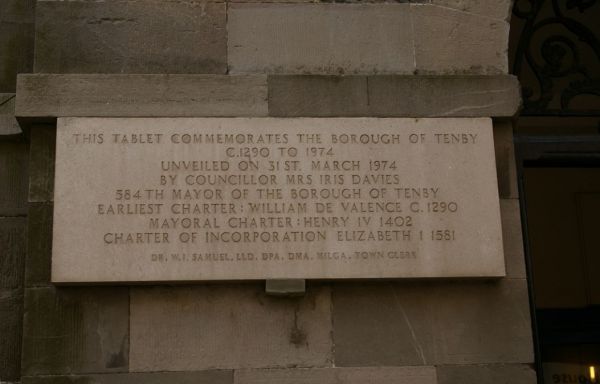 THIS TABLET COMMEMORATES THE BOROUGH OF TENBY
C.1290 TO 1974
UNVEILED ON 31ST. MARCH 1974
BY COUNCILLOR MRS IRIS DAVIES
584TH MAYOR OF THE BOROUGH OF TENBY
EARLIEST CHARTER: WILLIAM DE VALENCE C.1290
MAYORAL CHARTER: HENRY IV 1402
CHARTER OF INCORPORATION ELIZABETH I 1581
DR. W.I. SAMUEL, LLD. DPA. DMA. MILGA. TOWN CLERK